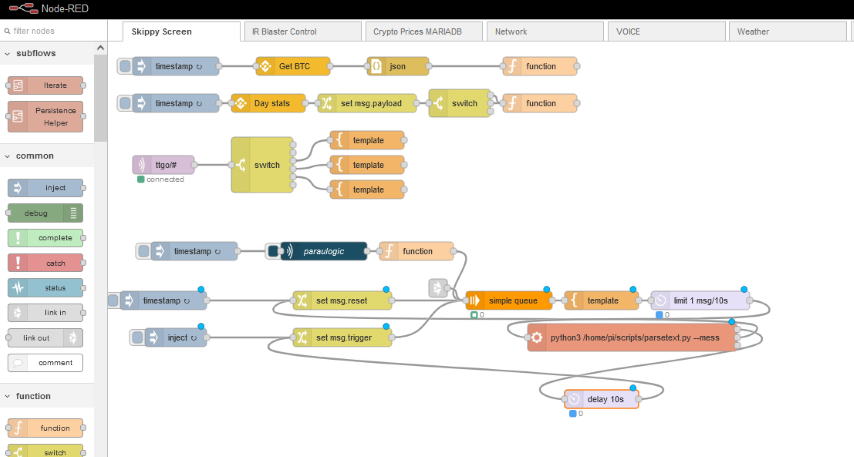 Node-RED
filter nodes
Skippy Screen
IR Blaster Control
Crypto Prices MARIADB
Network
VOICE
Weather
subflows
Iterate
Persistence
Helper
common
inject
debug
complete
catch
status
link in
link out
comment
function
function
switch
timestamp ↻
Get BTC
json
function
timestamp ↻
Day stats
set msg.payload
switch
function
ttgo/#
connected
switch
template
template
template
timestamp ↻
paraulogic
function
timestamp ↻
set msg.reset
simple queue
0
template
limit 1 msg/10s
0
inject ↻
set msg.trigger
python3 /home/pi/scripts/parsetext.py --mess
delay 10s
0